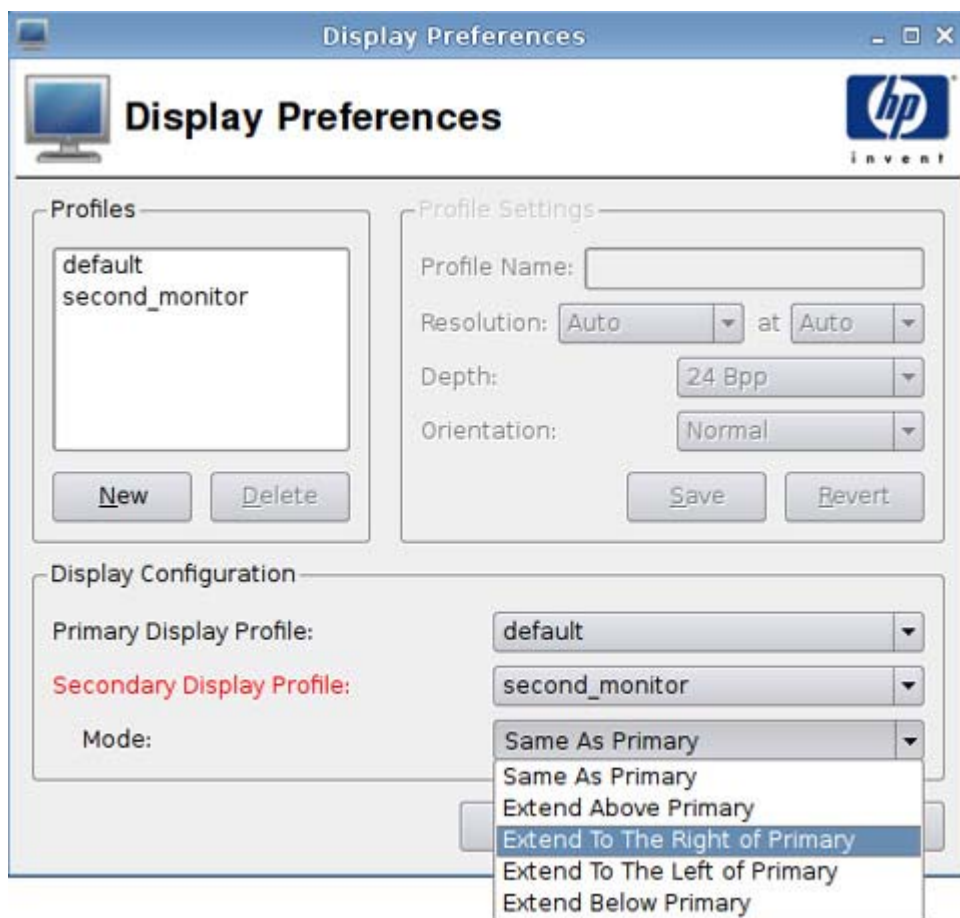 Display Preferences
Display Preferences
hp
invent
Profiles
default
second_monitor
New
Delete
Profile Settings
Profile Name:
Resolution: Auto at Auto
Depth: 24 Bpp
Orientation: Normal
Save
Revert
Display Configuration
Primary Display Profile: default
Secondary Display Profile: second_monitor
Mode: Same As Primary
Same As Primary
Extend Above Primary
Extend To The Right of Primary
Extend To The Left of Primary
Extend Below Primary